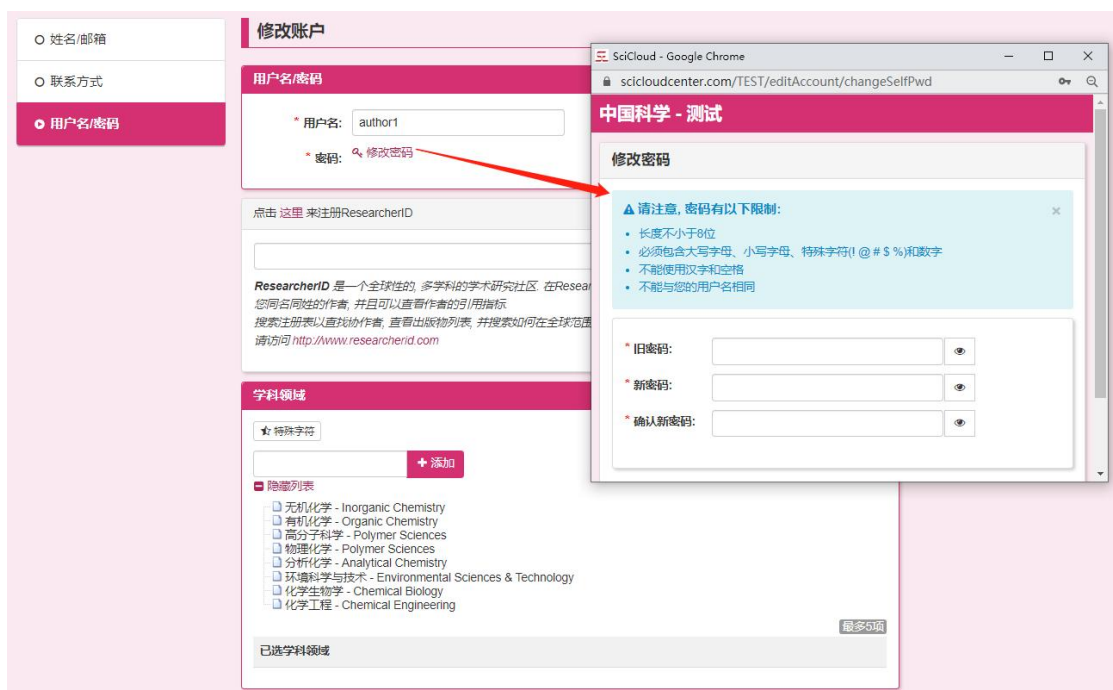 姓名/邮箱
联系方式
用户名/密码
修改账户
用户名/密码
* 用户名: author1
* 密码: 修改密码
点击 这里 来注册ResearcherID
ResearcherID 是一个全球性的, 多学科的学术研究社区. 在Resear
您同名同姓的作者, 并且可以查看作者的引用指标.
搜索注册表以查找协作者, 查看出版物列表, 并搜索如何在全球范围
请访问 http://www.researcherid.com
学科领域
特殊字符
添加
隐藏列表
无机化学 - Inorganic Chemistry
有机化学 - Organic Chemistry
高分子科学 - Polymer Sciences
物理化学 - Polymer Sciences
分析化学 - Analytical Chemistry
环境科学与技术 - Environmental Sciences & Technology
化学生物学 - Chemical Biology
化学工程 - Chemical Engineering
最多5项
已选学科领域
SciCloud - Google Chrome
scicloudcenter.com/TEST/editAccount/changeSelfPwd
中国科学 - 测试
修改密码
请注意, 密码有以下限制:
• 长度不小于8位
• 必须包含大写字母、小写字母、特殊字符(! @ # $ %)和数字
• 不能使用汉字和空格
• 不能与您的用户名相同
* 旧密码:
* 新密码:
* 确认新密码: